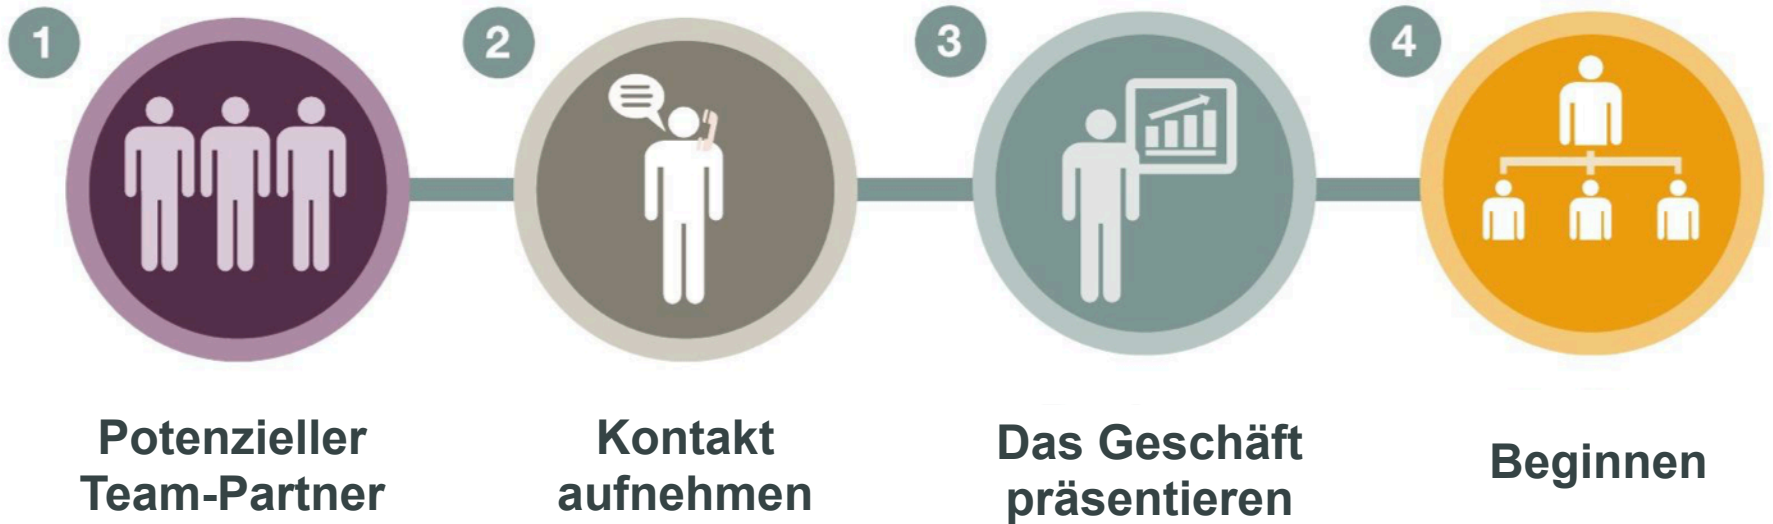 1
2
3
4
Potenzieller
Team-Partner
Kontakt
aufnehmen
Das Geschäft
präsentieren
Beginnen